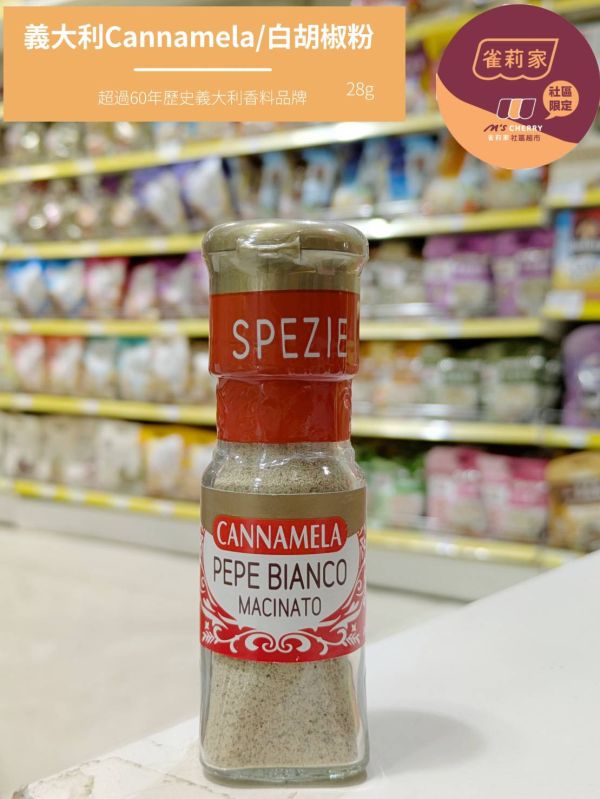 義大利Cannamela/白胡椒粉
超過60年歷史義大利香料品牌
28g
雀莉家
社區
限定
M'S CHERRY
雀莉家社區超市
SPEZIE
CANNAMELA
PEPE BIANCO
MACINATO